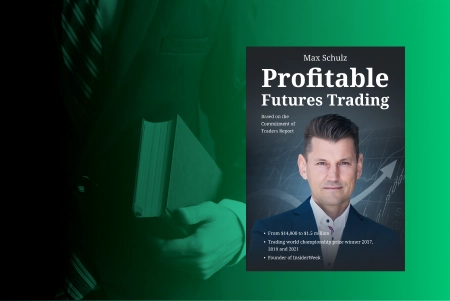 Max Schulz
Profitable
Futures Trading
Based on the
Commitment of
Traders Report
• From $14,000 to $1.5 million
• Trading world championship prize winner 2017,
2019 and 2021
• Founder of InsiderWeek